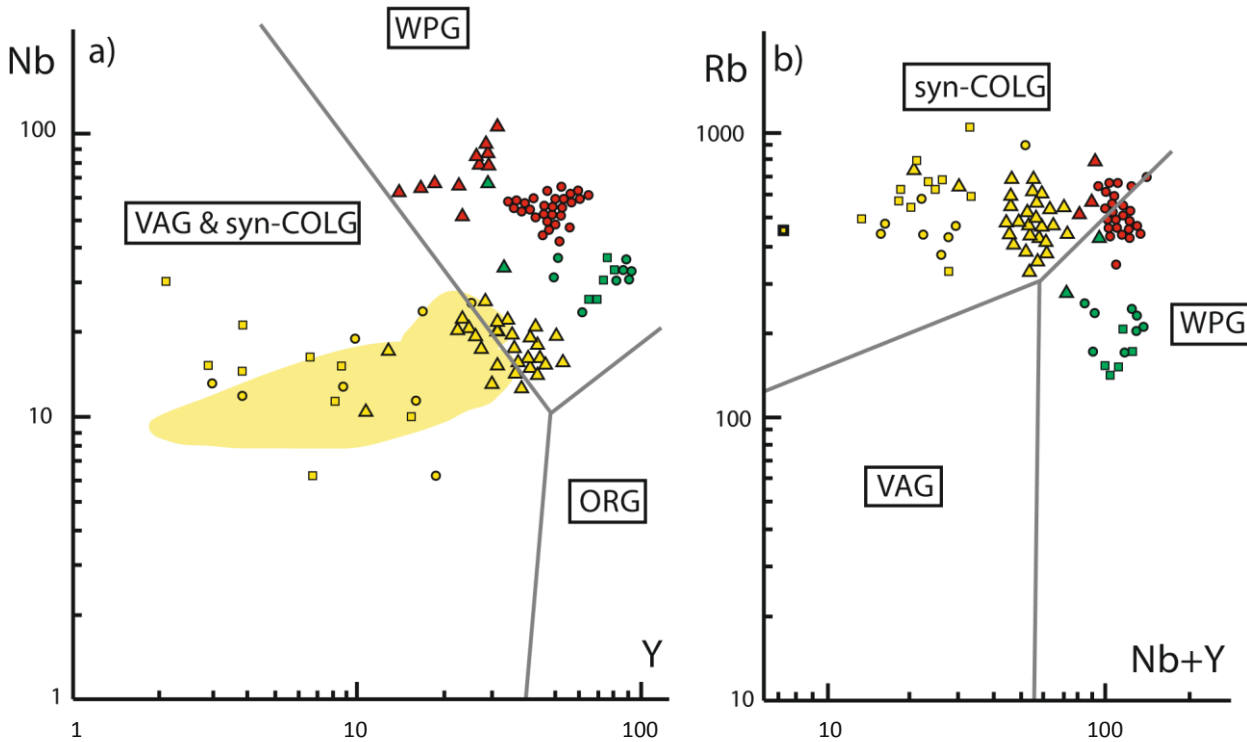 Nb
a)
WPG
100
VAG & syn-COLG
10
ORG
Y
1
1
10
100
Rb
b)
syn-COLG
1000
WPG
100
VAG
Nb+Y
10
10
100